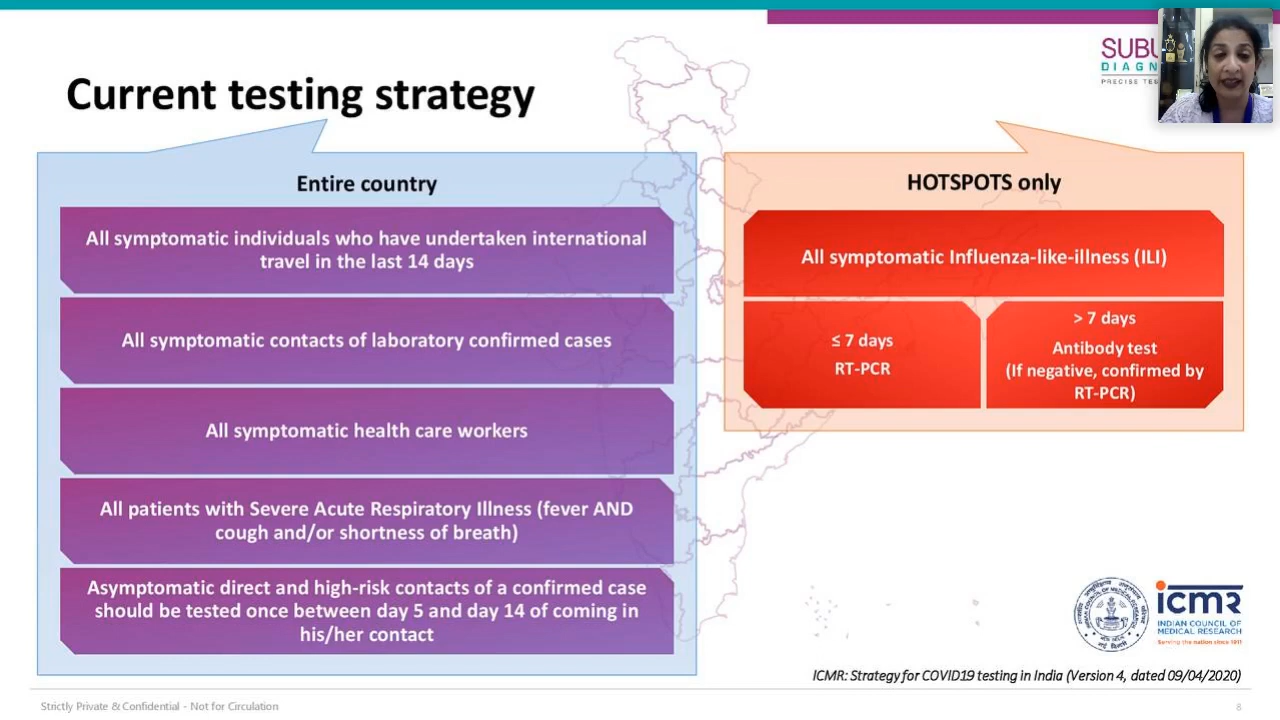 SUBU
DIAGN
PRECISE TES
Current testing strategy
Entire country
All symptomatic individuals who have undertaken international
travel in the last 14 days
All symptomatic contacts of laboratory confirmed cases
All symptomatic health care workers
All patients with Severe Acute Respiratory Illness (fever AND
cough and/or shortness of breath)
Asymptomatic direct and high-risk contacts of a confirmed case
should be tested once between day 5 and day 14 of coming in
his/her contact
HOTSPOTS only
All symptomatic Influenza-like-illness (ILI)
≤ 7 days
RT-PCR
> 7 days
Antibody test
(If negative, confirmed by
RT-PCR)
icmr
INDIAN COUNCIL OF
MEDICAL RESEARCH
Serving the nation since 1911
ICMR: Strategy for COVID19 testing in India (Version 4, dated 09/04/2020)
Strictly Private & Confidential - Not for Circulation
8